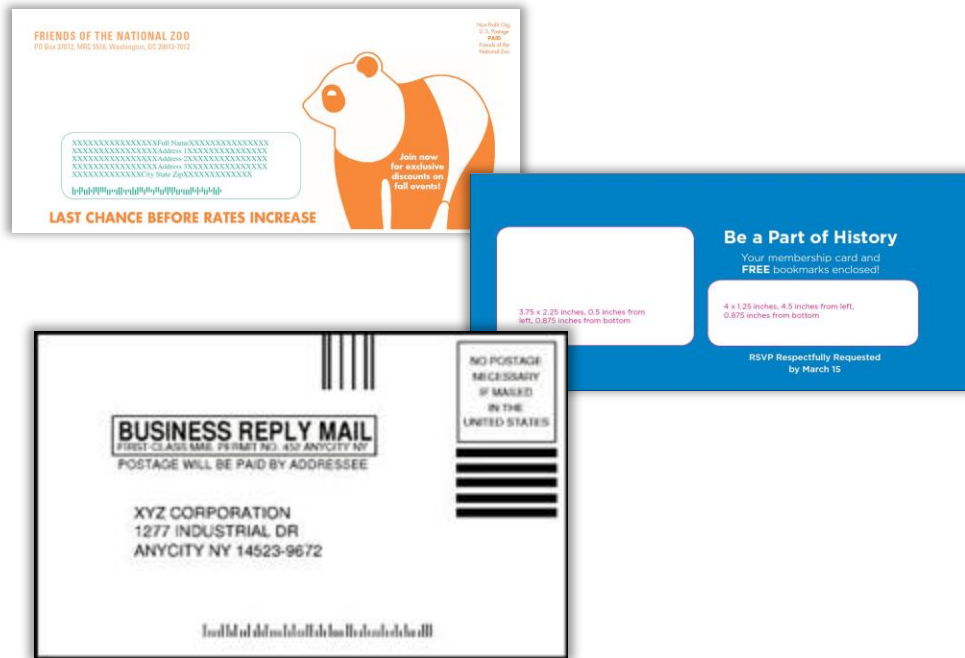 FRIENDS OF THE NATIONAL ZOO
PO Box 37012, MRC 5516, Washington, DC 20013-7012
Non-Profit Org.
U.S. Postage
PAID
Friends of the
National Zoo
XXXXXXXXXXXXXXXXFull NameXXXXXXXXXXXXXXX
XXXXXXXXXXXXXXXXAddress 1XXXXXXXXXXXXXXX
XXXXXXXXXXXXXXXXAddress 2XXXXXXXXXXXXXXX
XXXXXXXXXXXXXXXXAddress 3XXXXXXXXXXXXXXX
XXXXXXXXXXXXXCity State ZipXXXXXXXXXXXXX
Join now
for exclusive
discounts on
fall events!
LAST CHANCE BEFORE RATES INCREASE
Be a Part of History
Your membership card and
FREE bookmarks enclosed!
3.75 x 2.25 inches, 0.5 inches from
left, 0.875 inches from bottom
4 x 1.25 inches, 4.5 inches from left,
0.875 inches from bottom
RSVP Respectfully Requested
by March 15
NO POSTAGE
NECESSARY
IF MAILED
IN THE
UNITED STATES
BUSINESS REPLY MAIL
FIRST-CLASS MAIL PERMIT NO. 452 ANYCITY NY
POSTAGE WILL BE PAID BY ADDRESSEE
XYZ CORPORATION
1277 INDUSTRIAL DR
ANYCITY NY 14523-9672